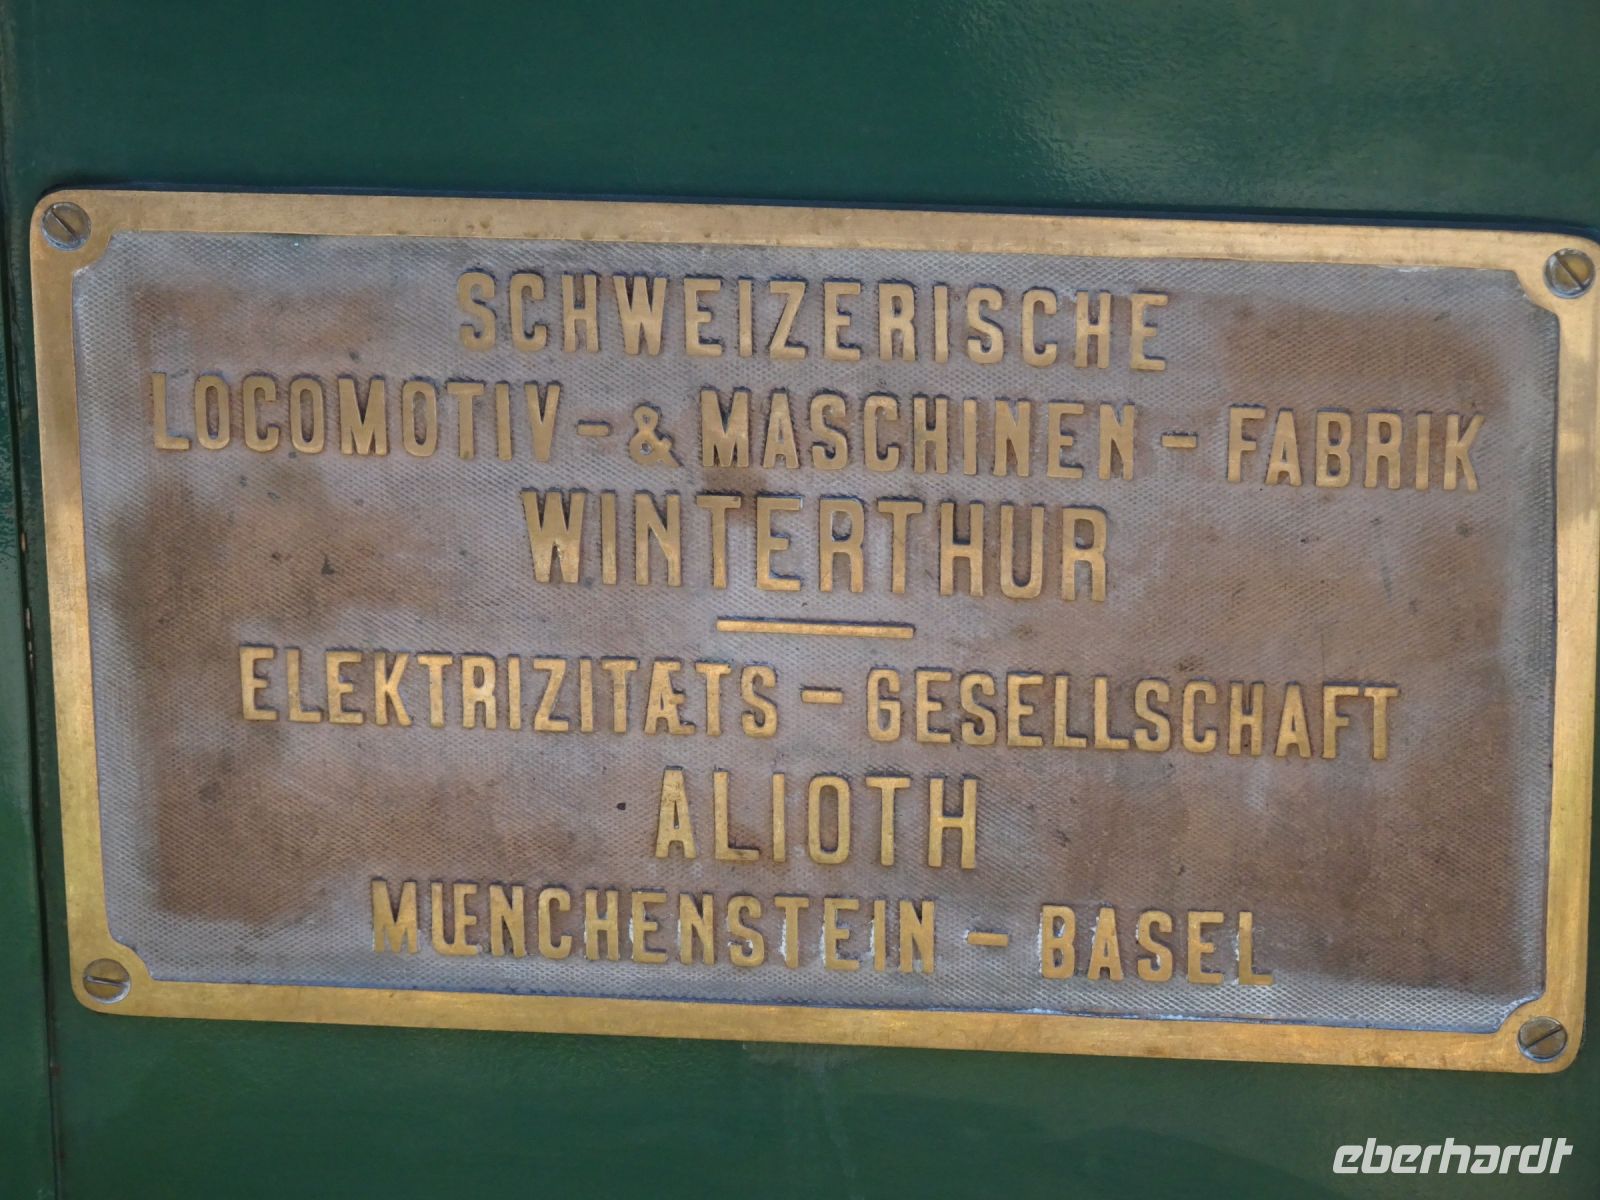 SCHWEIZERISCHE
LOCOMOTIV-&MASCHINEN-FABRIK
WINTERTHUR
ELEKTRIZITÆTS-GESELLSCHAFT
ALIOTH
MŒNCHENSTEIN-BASEL
eberhardt